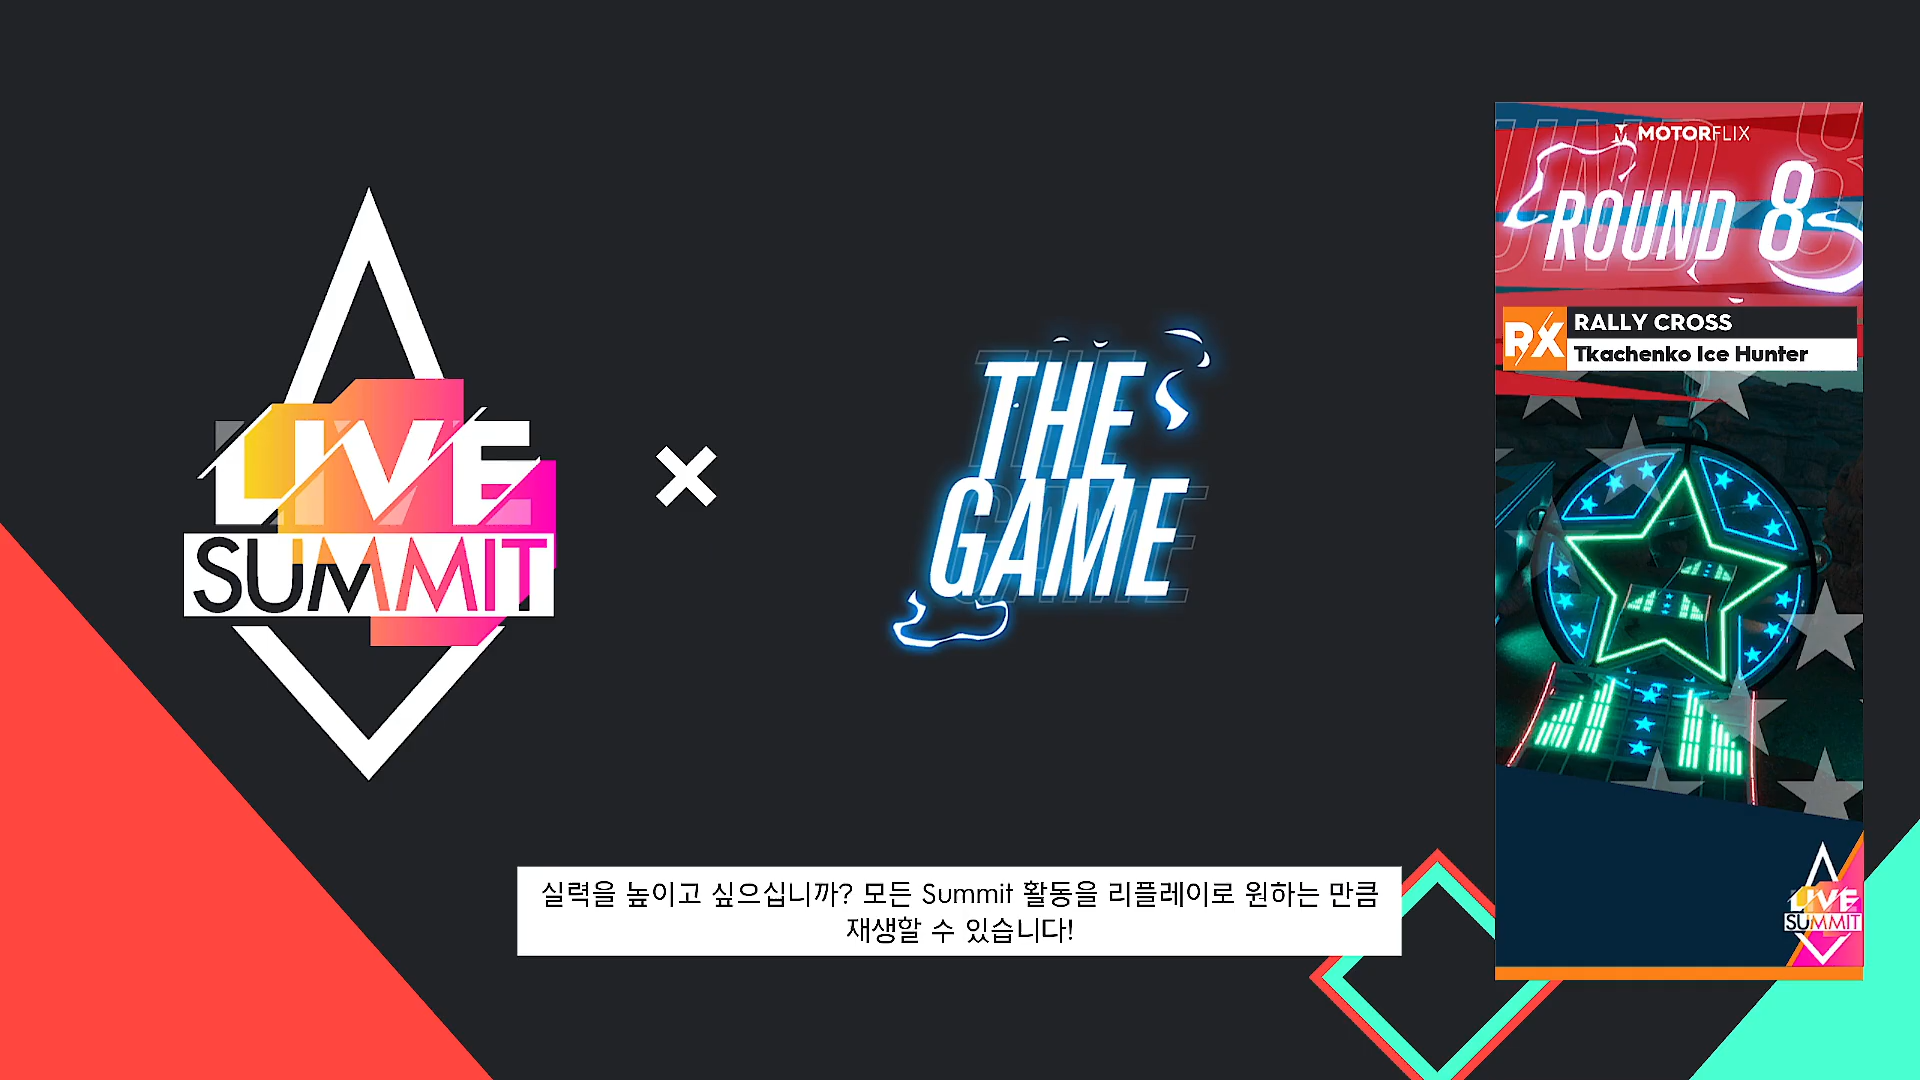 LIVE
SUMMIT
×
THE
GAME
MOTORFLIX
ROUND 8
RX
RALLY CROSS
Tkachenko Ice Hunter
LIVE
SUMMIT
실력을 높이고 싶으십니까? 모든 Summit 활동을 리플레이로 원하는 만큼
재생할 수 있습니다!